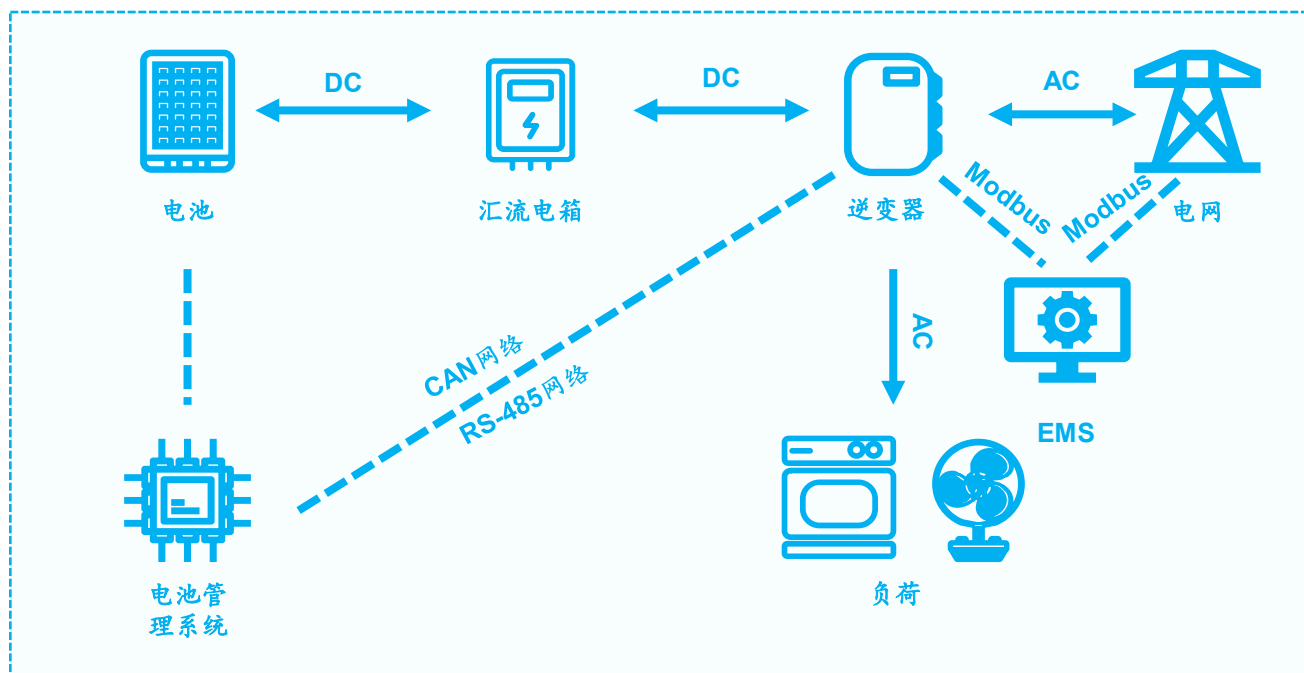 DC
DC
AC
电池
汇流电箱
逆变器
Modbus
Modbus
电网
AC
CAN网络
RS-485网络
EMS
电池管
理系统
负荷